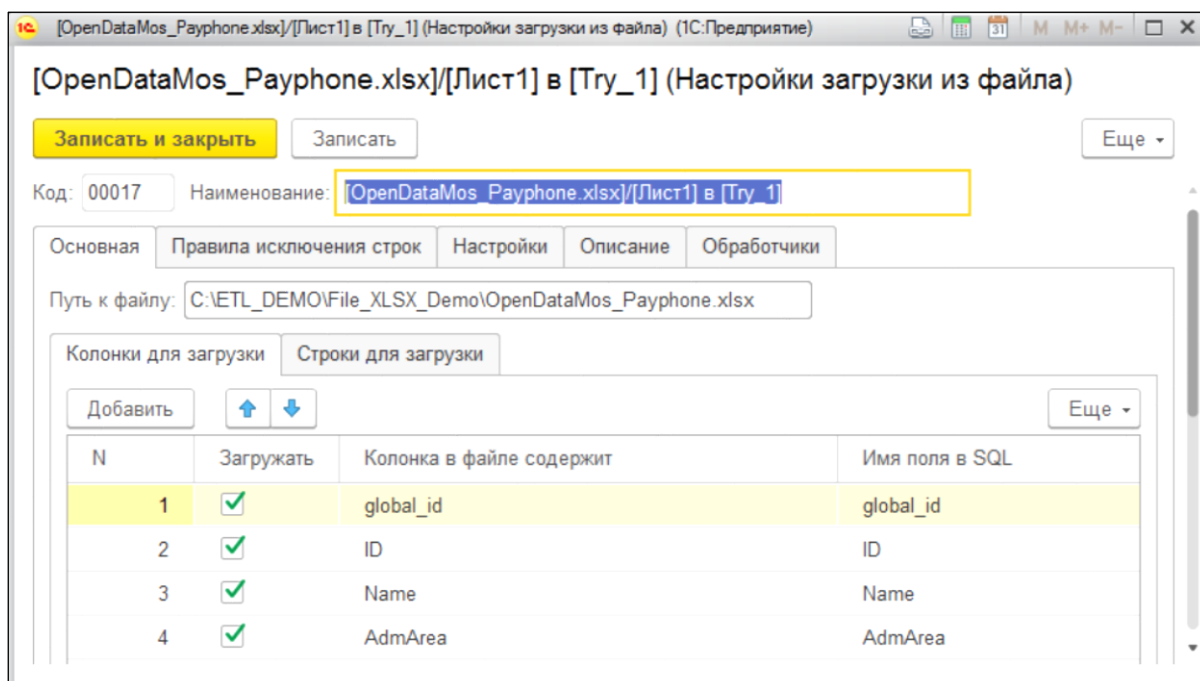 1С [OpenDataMos_Payphone.xlsx]/[Лист1] в [Try_1] (Настройки загрузки из файла) (1С:Предприятие) 31 M M+ M-
[OpenDataMos_Payphone.xlsx]/[Лист1] в [Try_1] (Настройки загрузки из файла)
Записать и закрыть Записать Еще
Код: 00017 Наименование: [OpenDataMos_Payphone.xlsx]/[Лист1] в [Try_1]
Основная Правила исключения строк Настройки Описание Обработчики
Путь к файлу: C:\ETL_DEMO\File_XLSX_Demo\OpenDataMos_Payphone.xlsx
Колонки для загрузки Строки для загрузки
Добавить Еще
N Загружать Колонка в файле содержит Имя поля в SQL
1 global_id global_id
2 ID ID
3 Name Name
4 AdmArea AdmArea